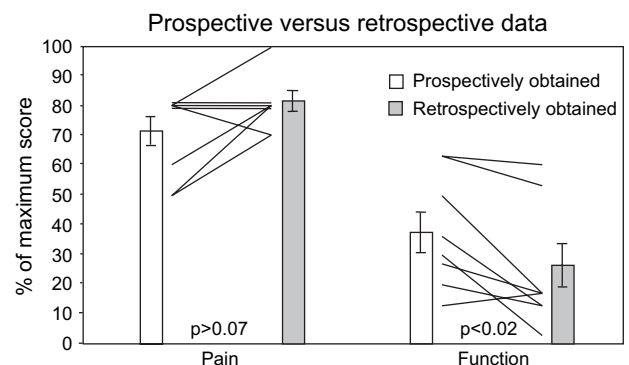 Prospective versus retrospective data
% of maximum score
100
90
80
70
60
50
40
30
20
10
0
Prospectively obtained
Retrospectively obtained
p>0.07
p<0.02
Pain
Function